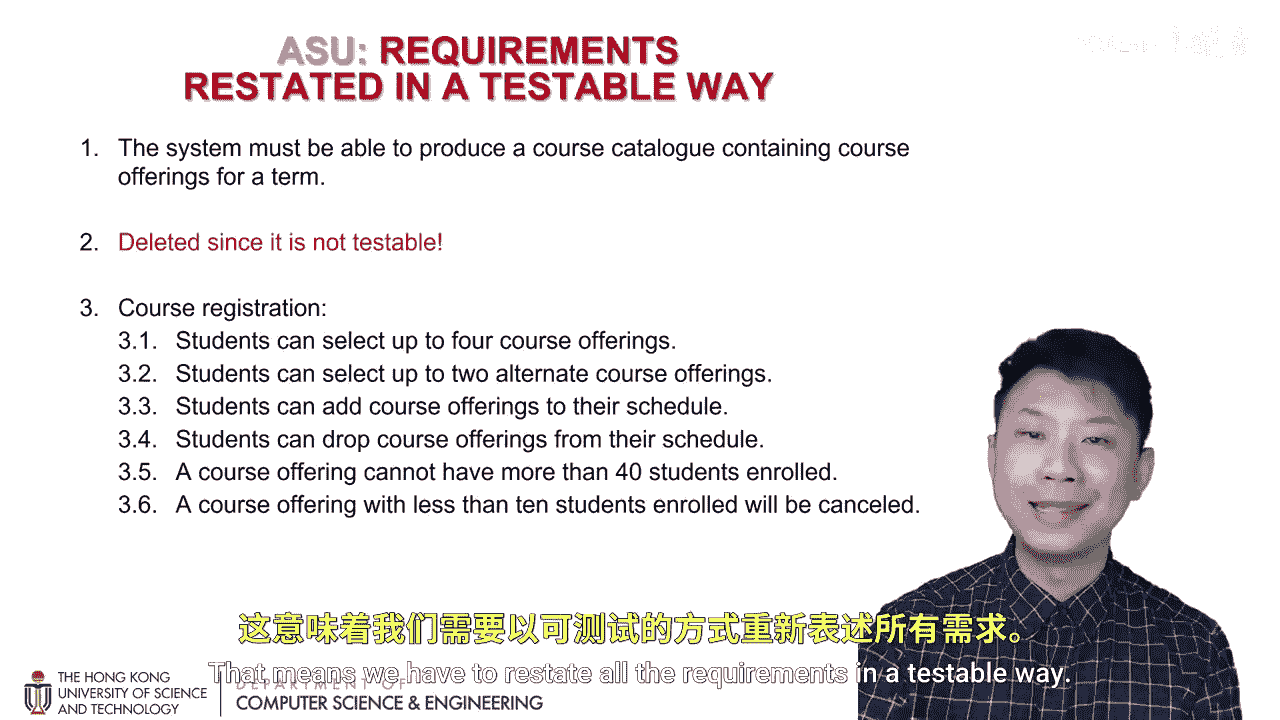 ASU: REQUIREMENTS
RESTATED IN A TESTABLE WAY
1. The system must be able to produce a course catalogue containing course
offerings for a term.
2. Deleted since it is not testable!
3. Course registration:
3.1. Students can select up to four course offerings.
3.2. Students can select up to two alternate course offerings.
3.3. Students can add course offerings to their schedule.
3.4. Students can drop course offerings from their schedule.
3.5. A course offering cannot have more than 40 students enrolled.
3.6. A course offering with less than ten students enrolled will be canceled.
这意味着我们需要以可测试的方式重新表述所有需求。
That means we have to restate all the requirements in a testable way.
THE HONG KONG
UNIVERSITY OF SCIENCE
AND TECHNOLOGY
DEPARTMENT OF
COMPUTER SCIENCE & ENGINEERING